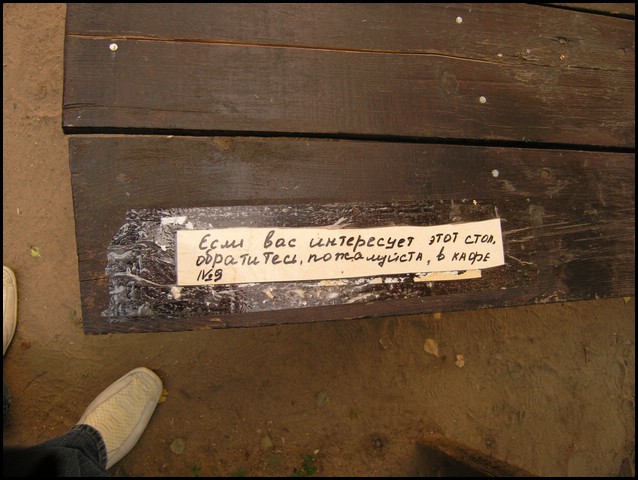 Если вас интересует этот стол,
обратитесь, пожалуйста, в кафе
№9